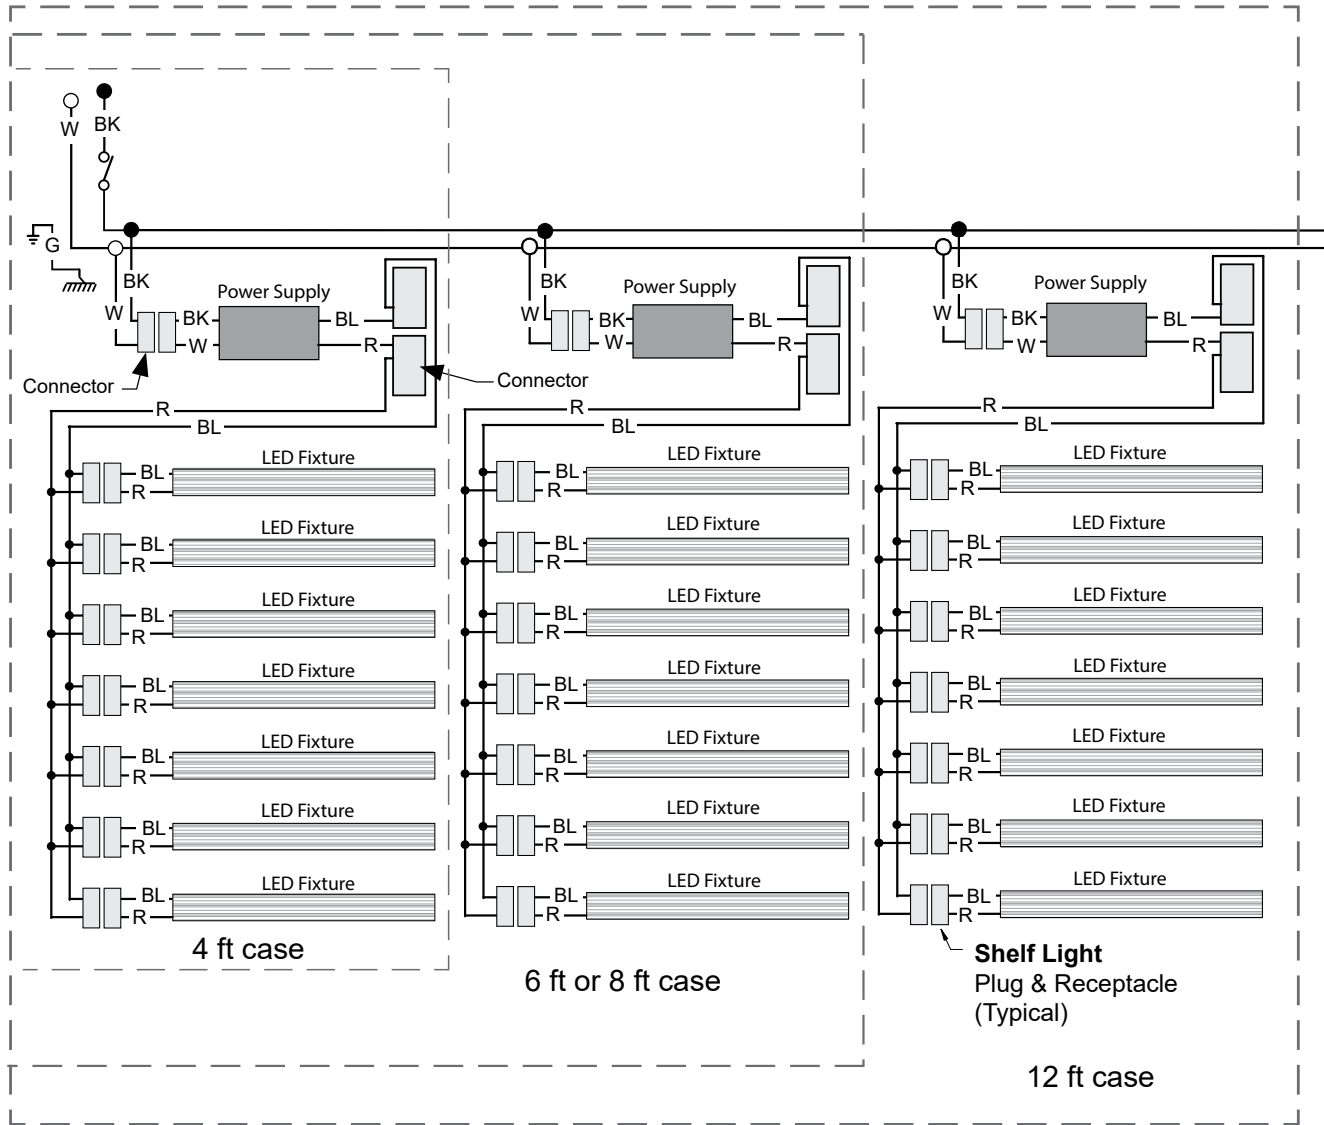 W
BK
G
BK
W
BK
W
Power Supply
BL
R
Connector
Connector
R
BL
BK
W
BK
W
Power Supply
BL
R
R
BL
BK
W
BK
W
Power Supply
BL
R
R
BL
LED Fixture
BL
R
LED Fixture
BL
R
LED Fixture
BL
R
LED Fixture
BL
R
LED Fixture
BL
R
LED Fixture
BL
R
LED Fixture
BL
R
4 ft case
LED Fixture
BL
R
LED Fixture
BL
R
LED Fixture
BL
R
LED Fixture
BL
R
LED Fixture
BL
R
LED Fixture
BL
R
LED Fixture
BL
R
6 ft or 8 ft case
LED Fixture
BL
R
LED Fixture
BL
R
LED Fixture
BL
R
LED Fixture
BL
R
LED Fixture
BL
R
LED Fixture
BL
R
LED Fixture
BL
R
Shelf Light
Plug & Receptacle
(Typical)
12 ft case